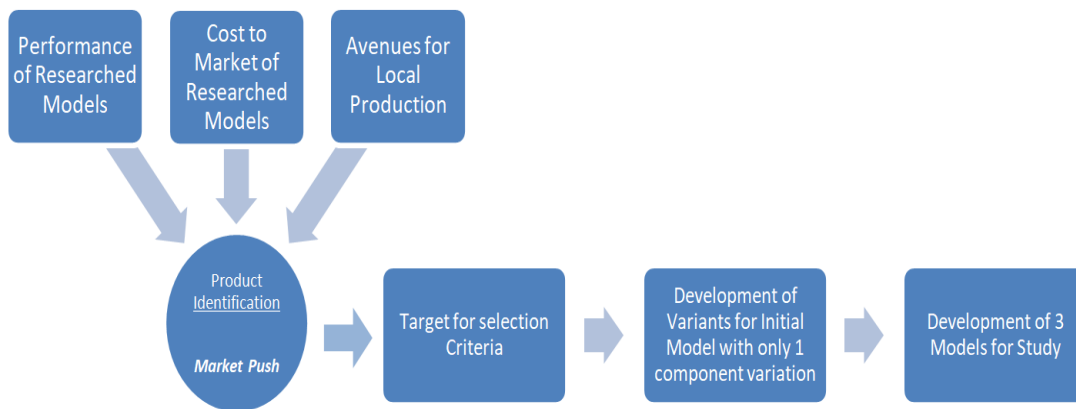 Performance
of Researched
Models
Cost to
Market of
Researched
Models
Avenues for
Local
Production
Product
Identification
Market Push
Target for selection
Criteria
Development of
Variants for Initial
Model with only 1
component variation
Development of 3
Models for Study